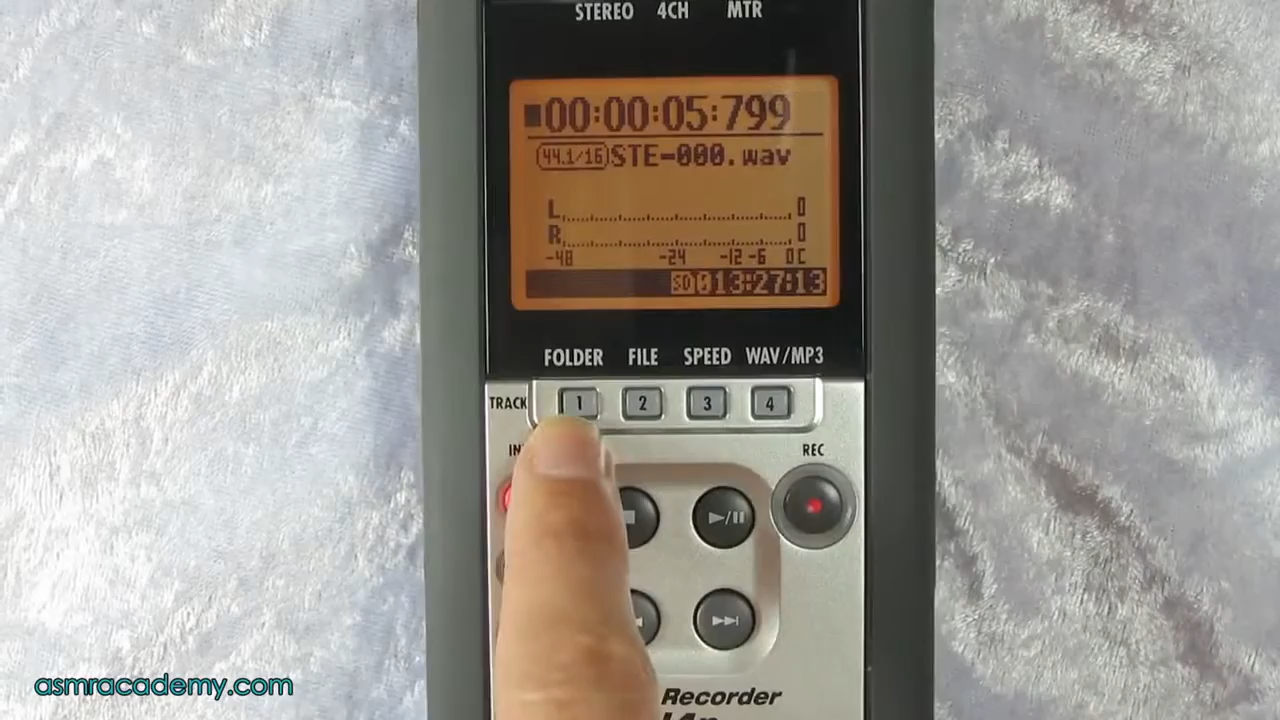 STEREO 4CH MTR
00:00:05:799
44.1/16 STE-000.wav
L 0
R 0
-48 -24 -12 -6 0
SD 013:27:13
FOLDER FILE SPEED WAV/MP3
TRACK 1 2 3 4
REC
Recorder
asmracademy.com